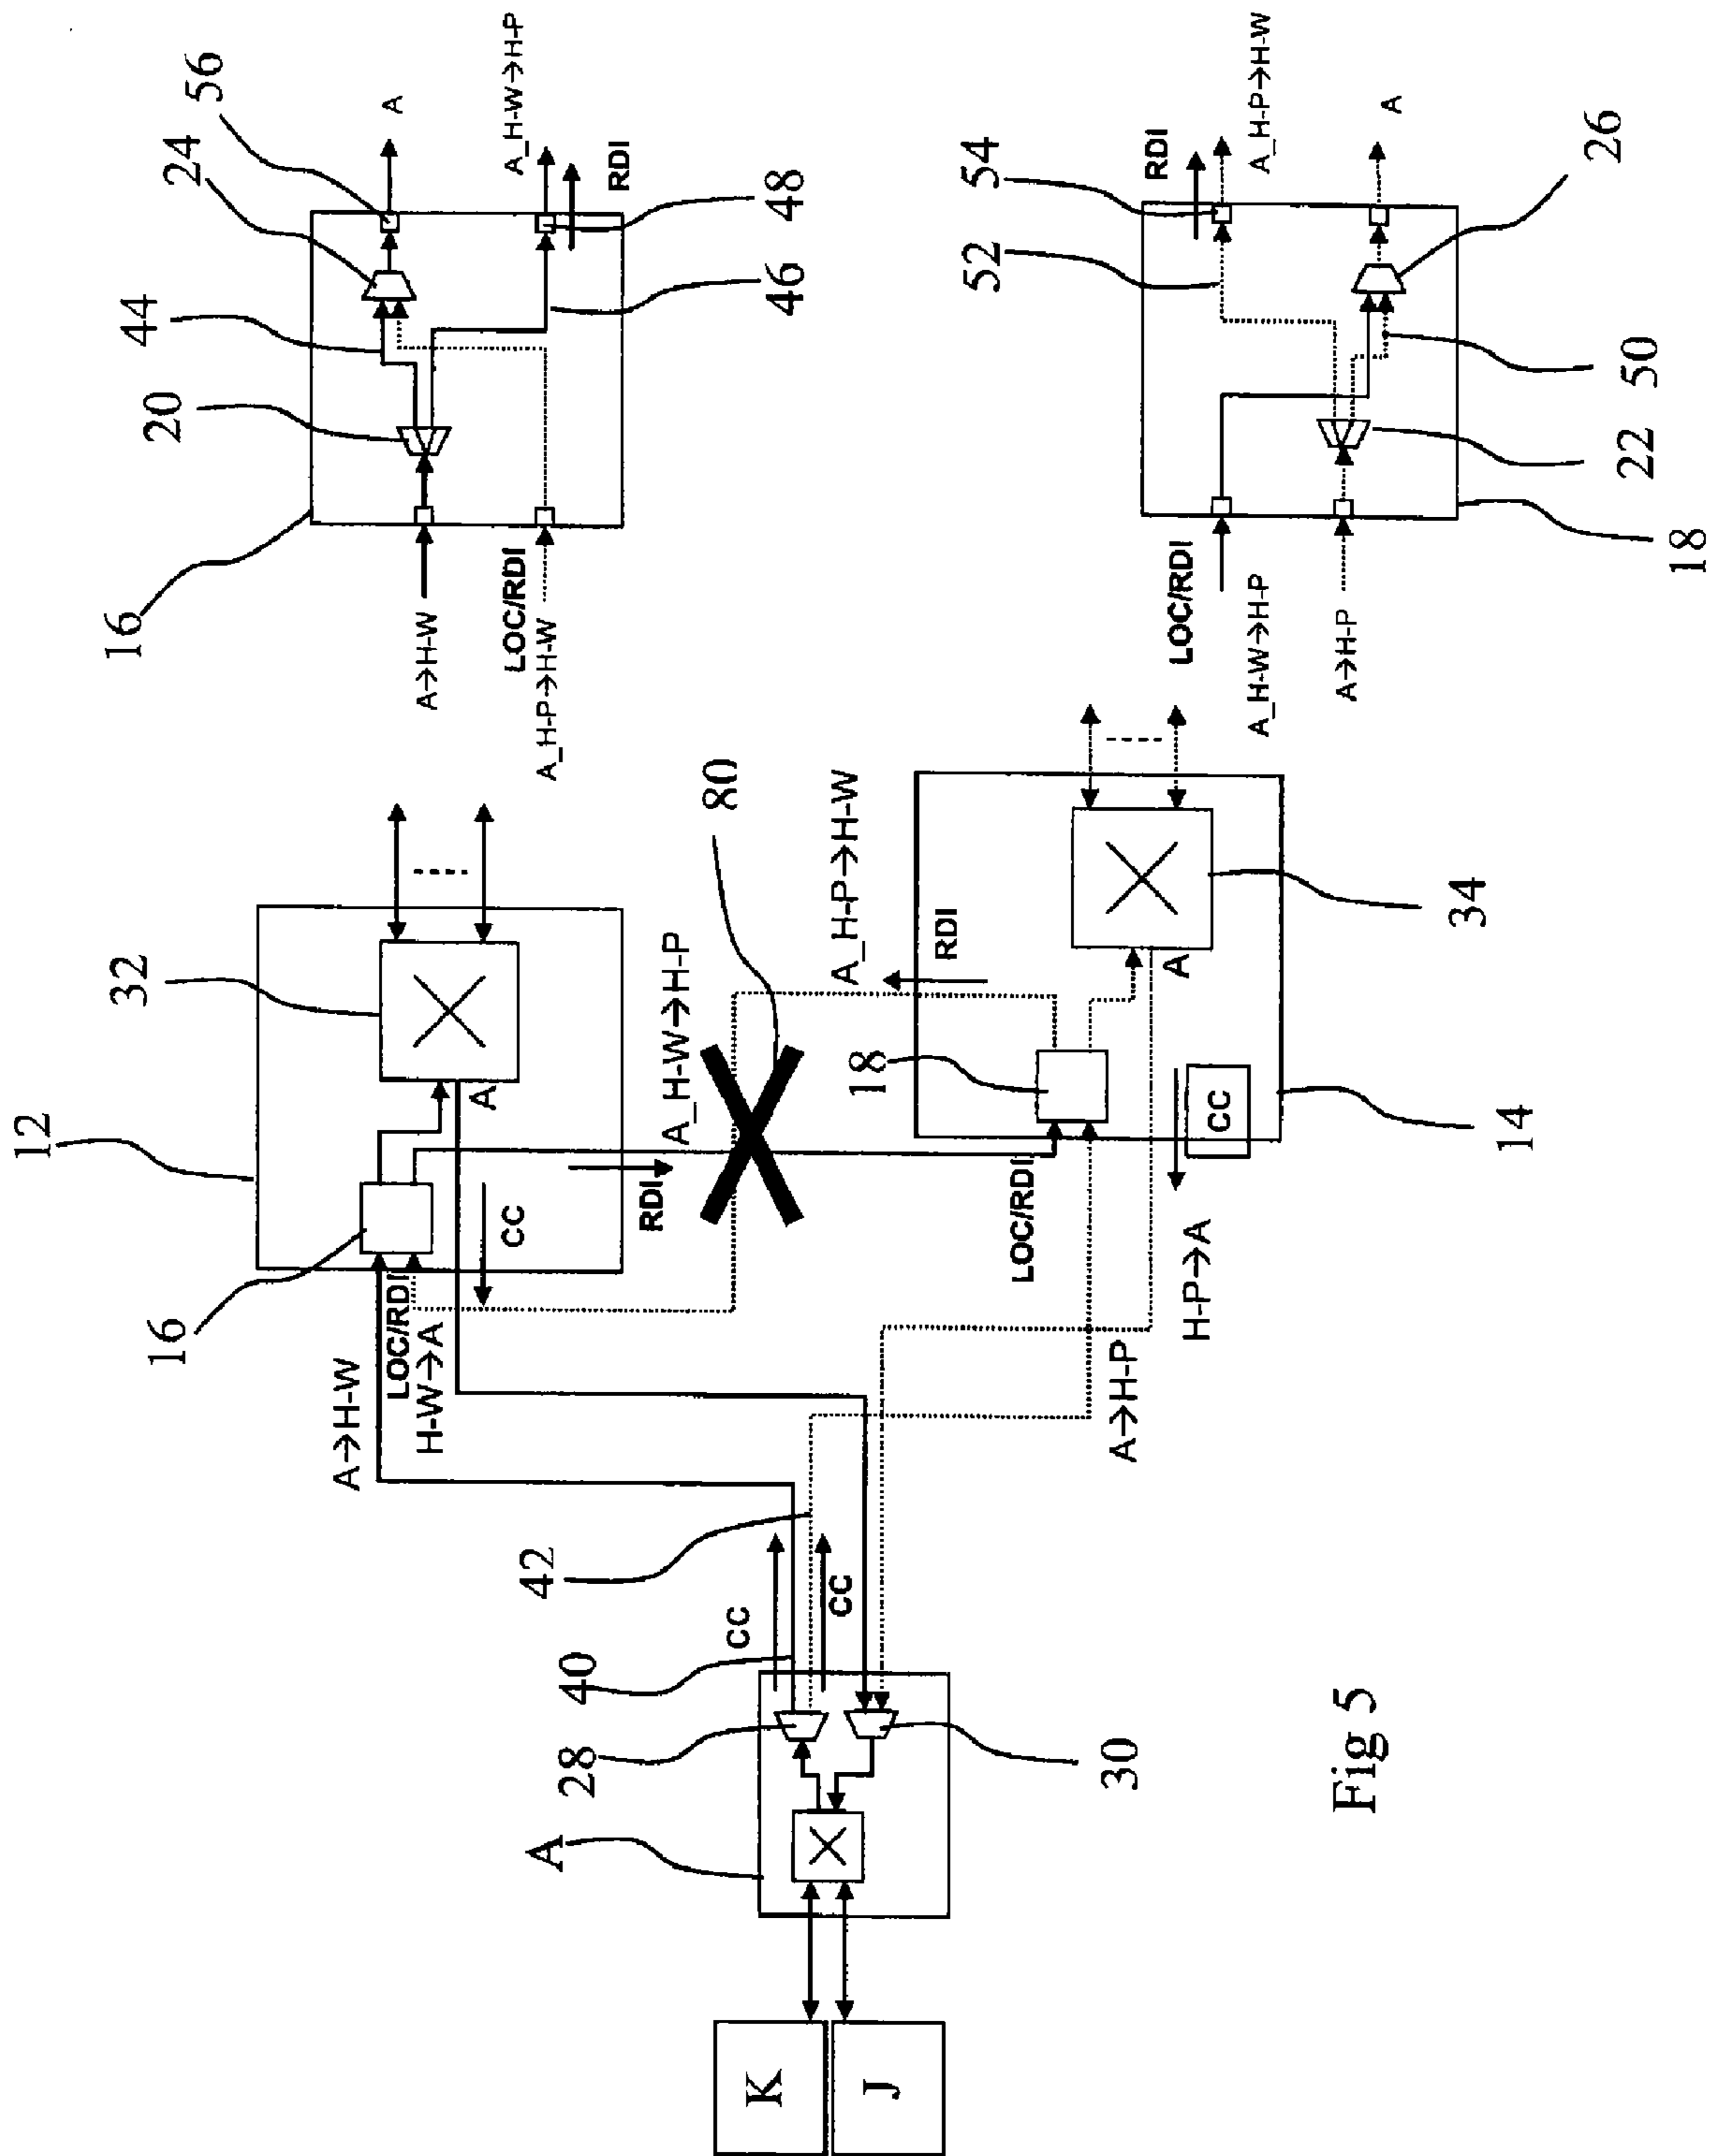 K
J
A
28
30
40
42
CC
CC
A→H-W
LOC/RDI
H-W→A
A→H-P
H-P→A
12
16
32
A
CC
RDI
A_H-W→H-P
80
A_H-P→H-W
RDI
LOC/RDI
18
A
34
CC
14
16
A→H-W
LOC/RDI
A_H-P→H-W
20
44
24
56
A
A_H-W→H-P
RDI
46
48
LOC/RDI
A_H-W→H-P
A→H-P
52
54
RDI
A_H-P→H-W
A
26
50
22
18
Fig 5